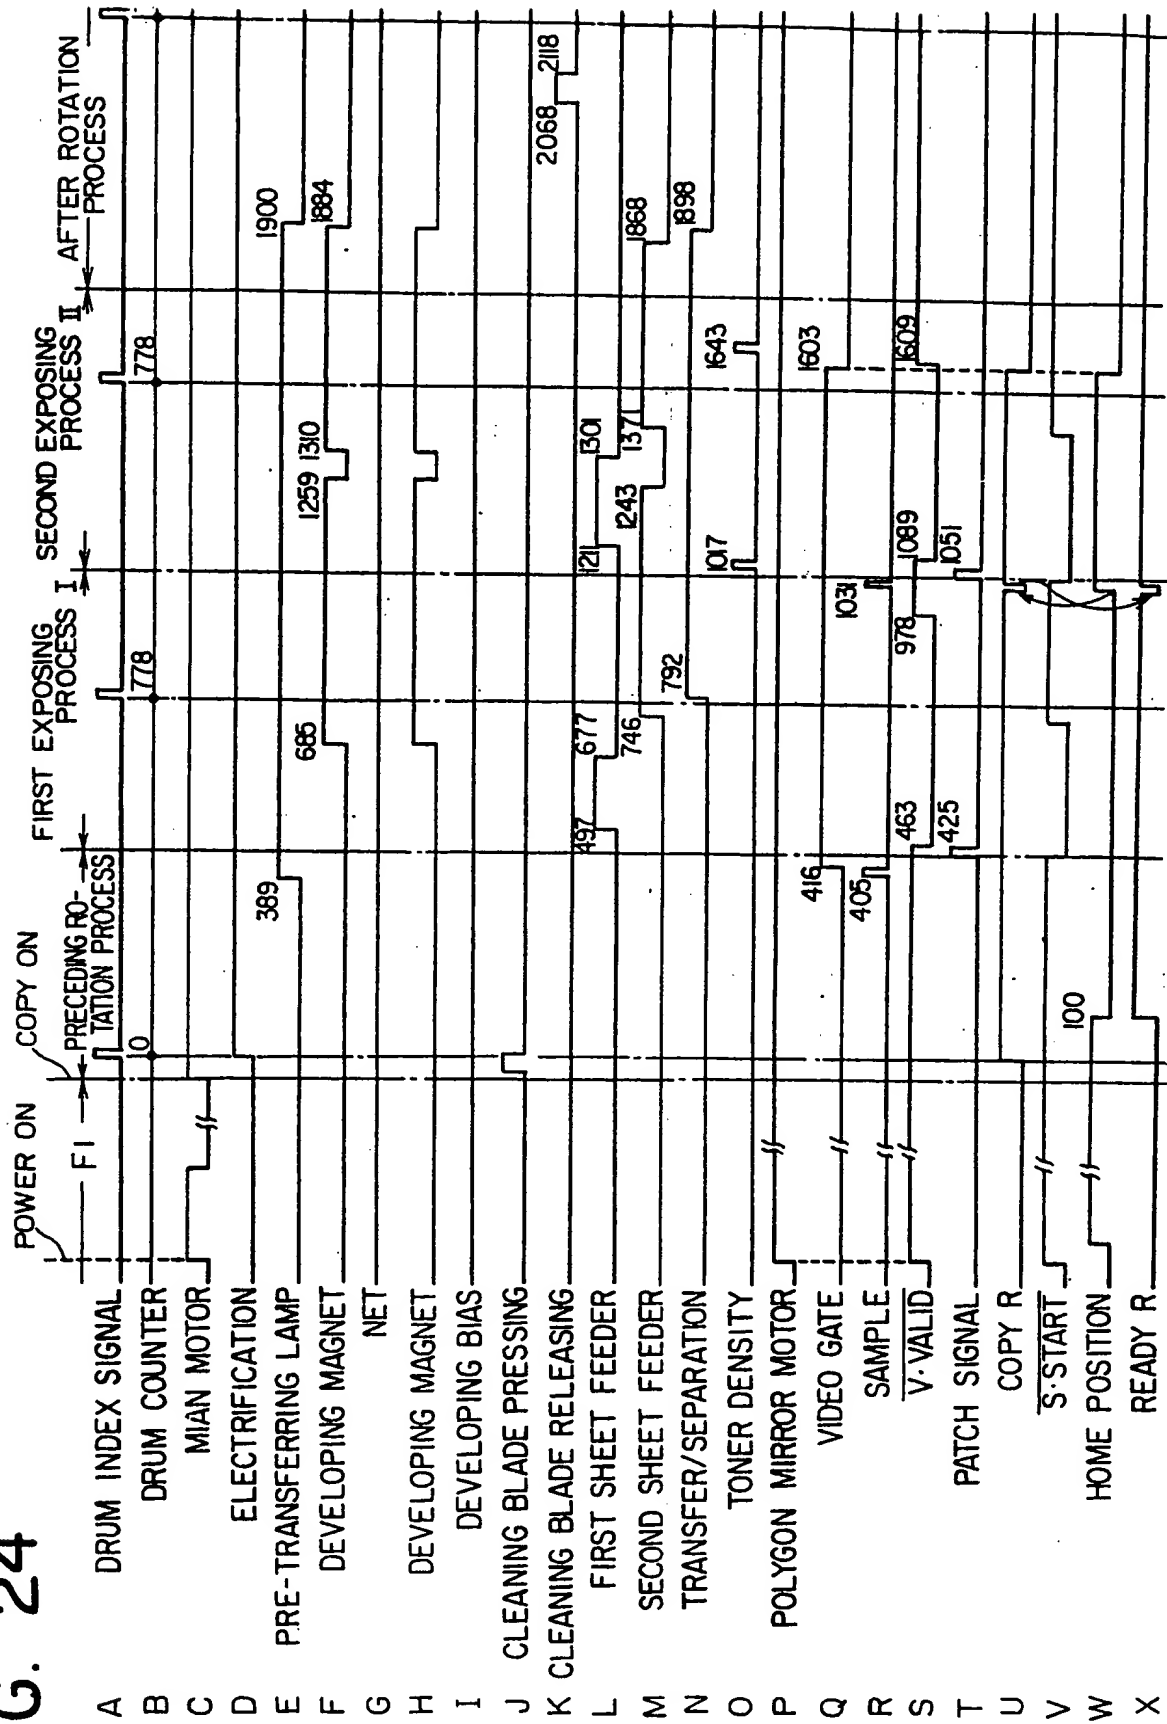 G. 24
POWER ON
COPY ON
F1
PRECEDING RO-
TATION PROCESS
FIRST EXPOSING
PROCESS I
SECOND EXPOSING
PROCESS II
AFTER ROTATION
PROCESS
A DRUM INDEX SIGNAL
B DRUM COUNTER 0 778 778
C MIAN MOTOR
D ELECTRIFICATION
E PRE-TRANSFERRING LAMP 389 1900
F DEVELOPING MAGNET 685 1259 1310 1884
G NET
H DEVELOPING MAGNET
I DEVELOPING BIAS
J CLEANING BLADE PRESSING
K CLEANING BLADE RELEASING 2068 2118
L FIRST SHEET FEEDER 497 677 1211 1301
M SECOND SHEET FEEDER 746 1243 1371 1868
N TRANSFER/SEPARATION 792 1898
O TONER DENSITY 1017 1643
P POLYGON MIRROR MOTOR
Q VIDEO GATE 416 1603
R SAMPLE 405 1031
S V·VALID 463 978 1089 1609
T PATCH SIGNAL 425 1051
U COPY R.
V S·START
W HOME POSITION 100
X READY R.